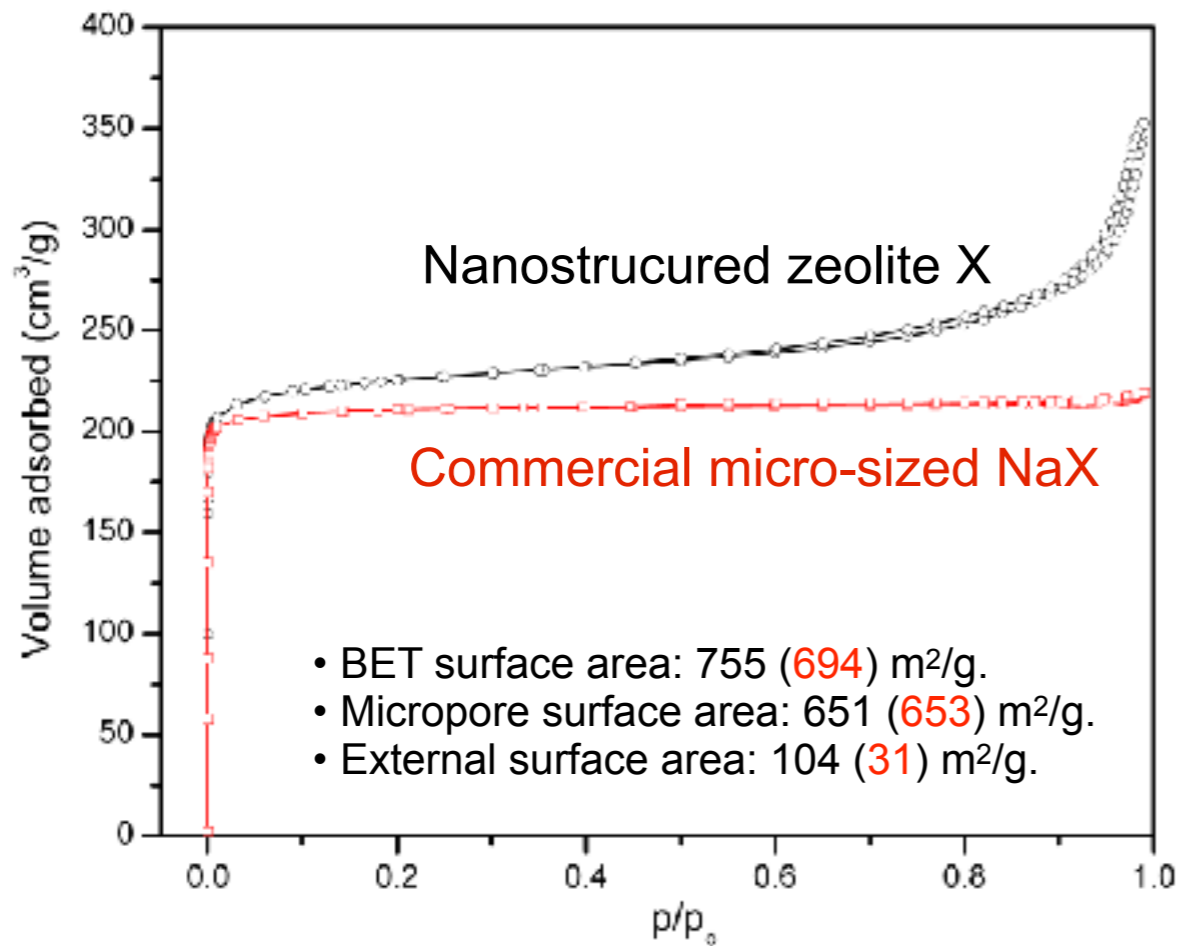 400
350
300
250
200
150
100
50
0
Volume adsorbed (cm³/g)
Nanostrucured zeolite X
Commercial micro-sized NaX
• BET surface area: 755 (694) m²/g.
• Micropore surface area: 651 (653) m²/g.
• External surface area: 104 (31) m²/g.
0.0 0.2 0.4 0.6 0.8 1.0
p/p₀